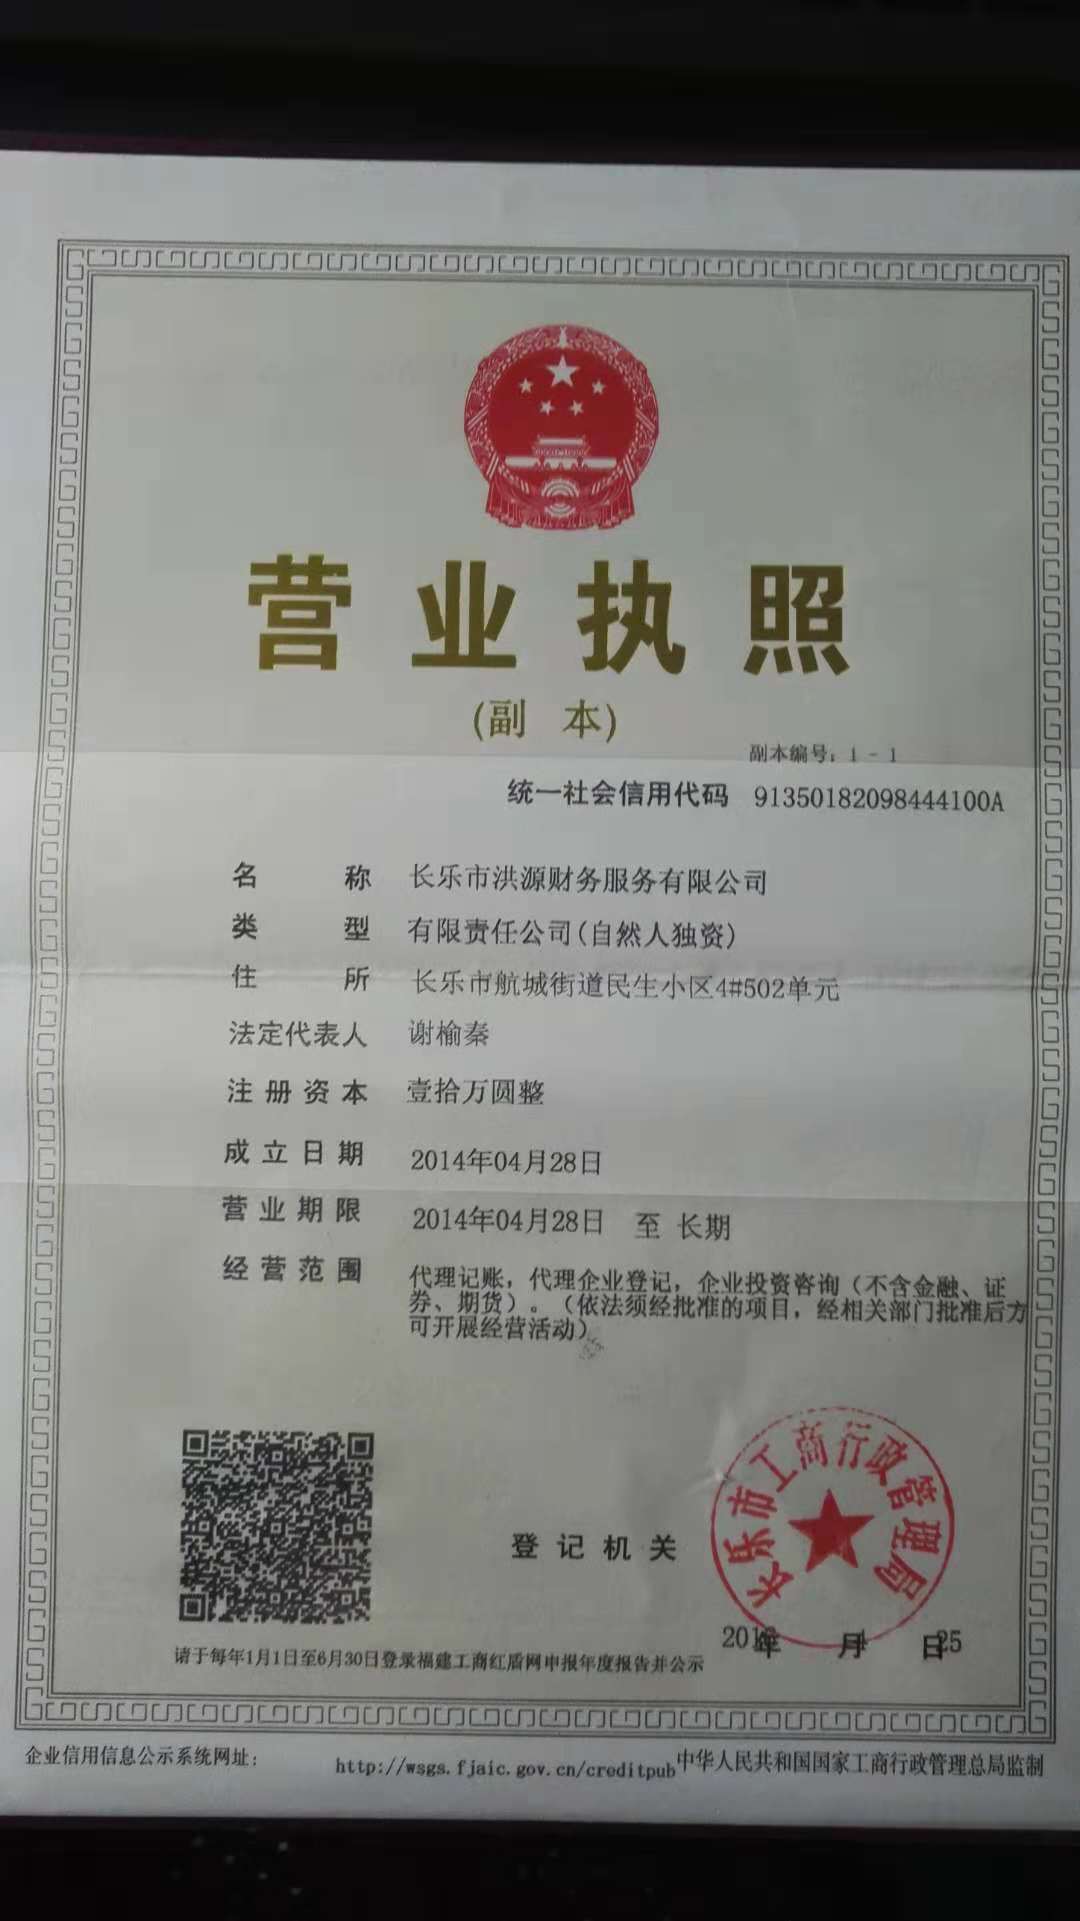 营业执照
(副 本)
副本编号：1 - 1
统一社会信用代码 91350182098444100A
名称 长乐市洪源财务服务有限公司
类型 有限责任公司(自然人独资)
住所 长乐市航城街道民生小区4#502单元
法定代表人 谢榆秦
注册资本 壹拾万圆整
成立日期 2014年04月28日
营业期限 2014年04月28日 至 长期
经营范围 代理记账，代理企业登记，企业投资咨询（不含金融、证
券、期货）。（依法须经批准的项目，经相关部门批准后方
可开展经营活动）
长乐市工商行政管理局
登记机关
年 月 日25
请于每年1月1日至6月30日登录福建工商红盾网申报年度报告并公示
企业信用信息公示系统网址： http://wsgs.fjaic.gov.cn/creditpub 中华人民共和国国家工商行政管理总局监制